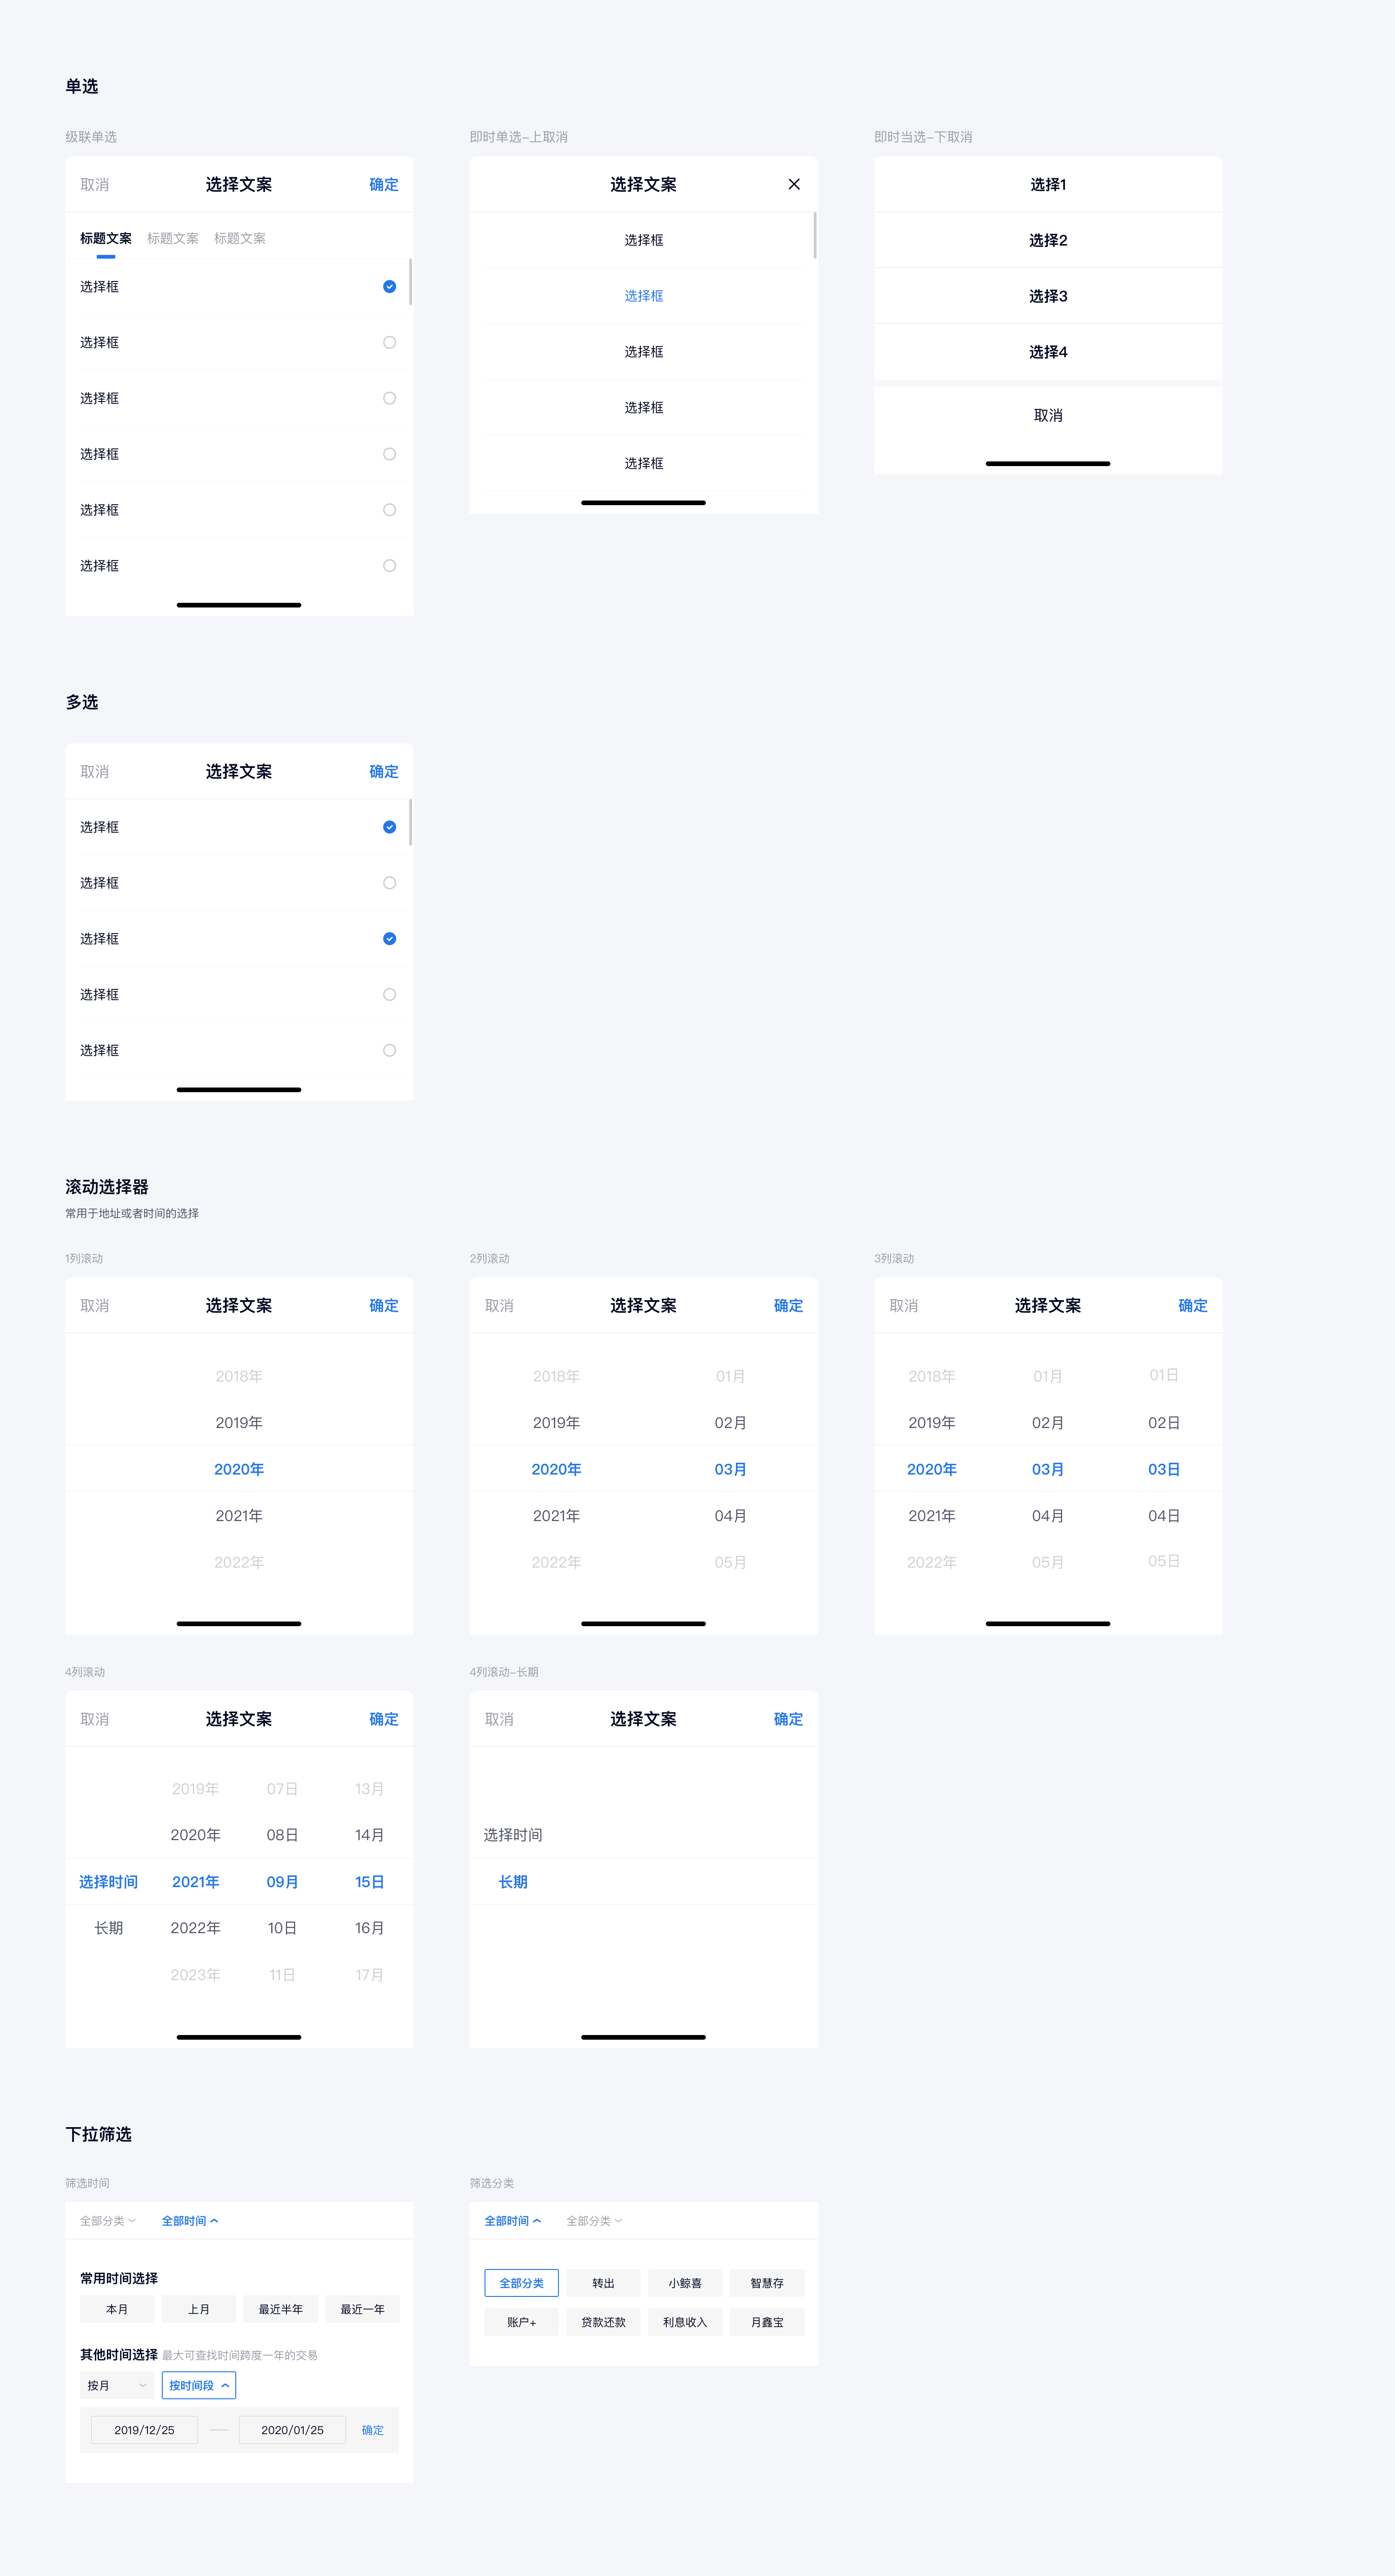 单选
级联单选
取消 选择文案 确定
标题文案 标题文案 标题文案
选择框
选择框
选择框
选择框
选择框
选择框
即时单选-上取消
选择文案
选择框
选择框
选择框
选择框
选择框
即时当选-下取消
选择1
选择2
选择3
选择4
取消
多选
取消 选择文案 确定
选择框
选择框
选择框
选择框
选择框
滚动选择器
常用于地址或者时间的选择
1列滚动
取消 选择文案 确定
2018年
2019年
2020年
2021年
2022年
2列滚动
取消 选择文案 确定
2018年 01月
2019年 02月
2020年 03月
2021年 04月
2022年 05月
3列滚动
取消 选择文案 确定
2018年 01月 01日
2019年 02月 02日
2020年 03月 03日
2021年 04月 04日
2022年 05月 05日
4列滚动
取消 选择文案 确定
2019年 07日 13月
2020年 08日 14月
选择时间 2021年 09月 15日
长期 2022年 10日 16月
2023年 11日 17月
4列滚动-长期
取消 选择文案 确定
选择时间
长期
下拉筛选
筛选时间
全部分类 全部时间
常用时间选择
本月 上月 最近半年 最近一年
其他时间选择 最大可查找时间跨度一年的交易
按月 按时间段
2019/12/25 — 2020/01/25 确定
筛选分类
全部时间 全部分类
全部分类 转出 小鲸喜 智慧存
账户+ 贷款还款 利息收入 月鑫宝